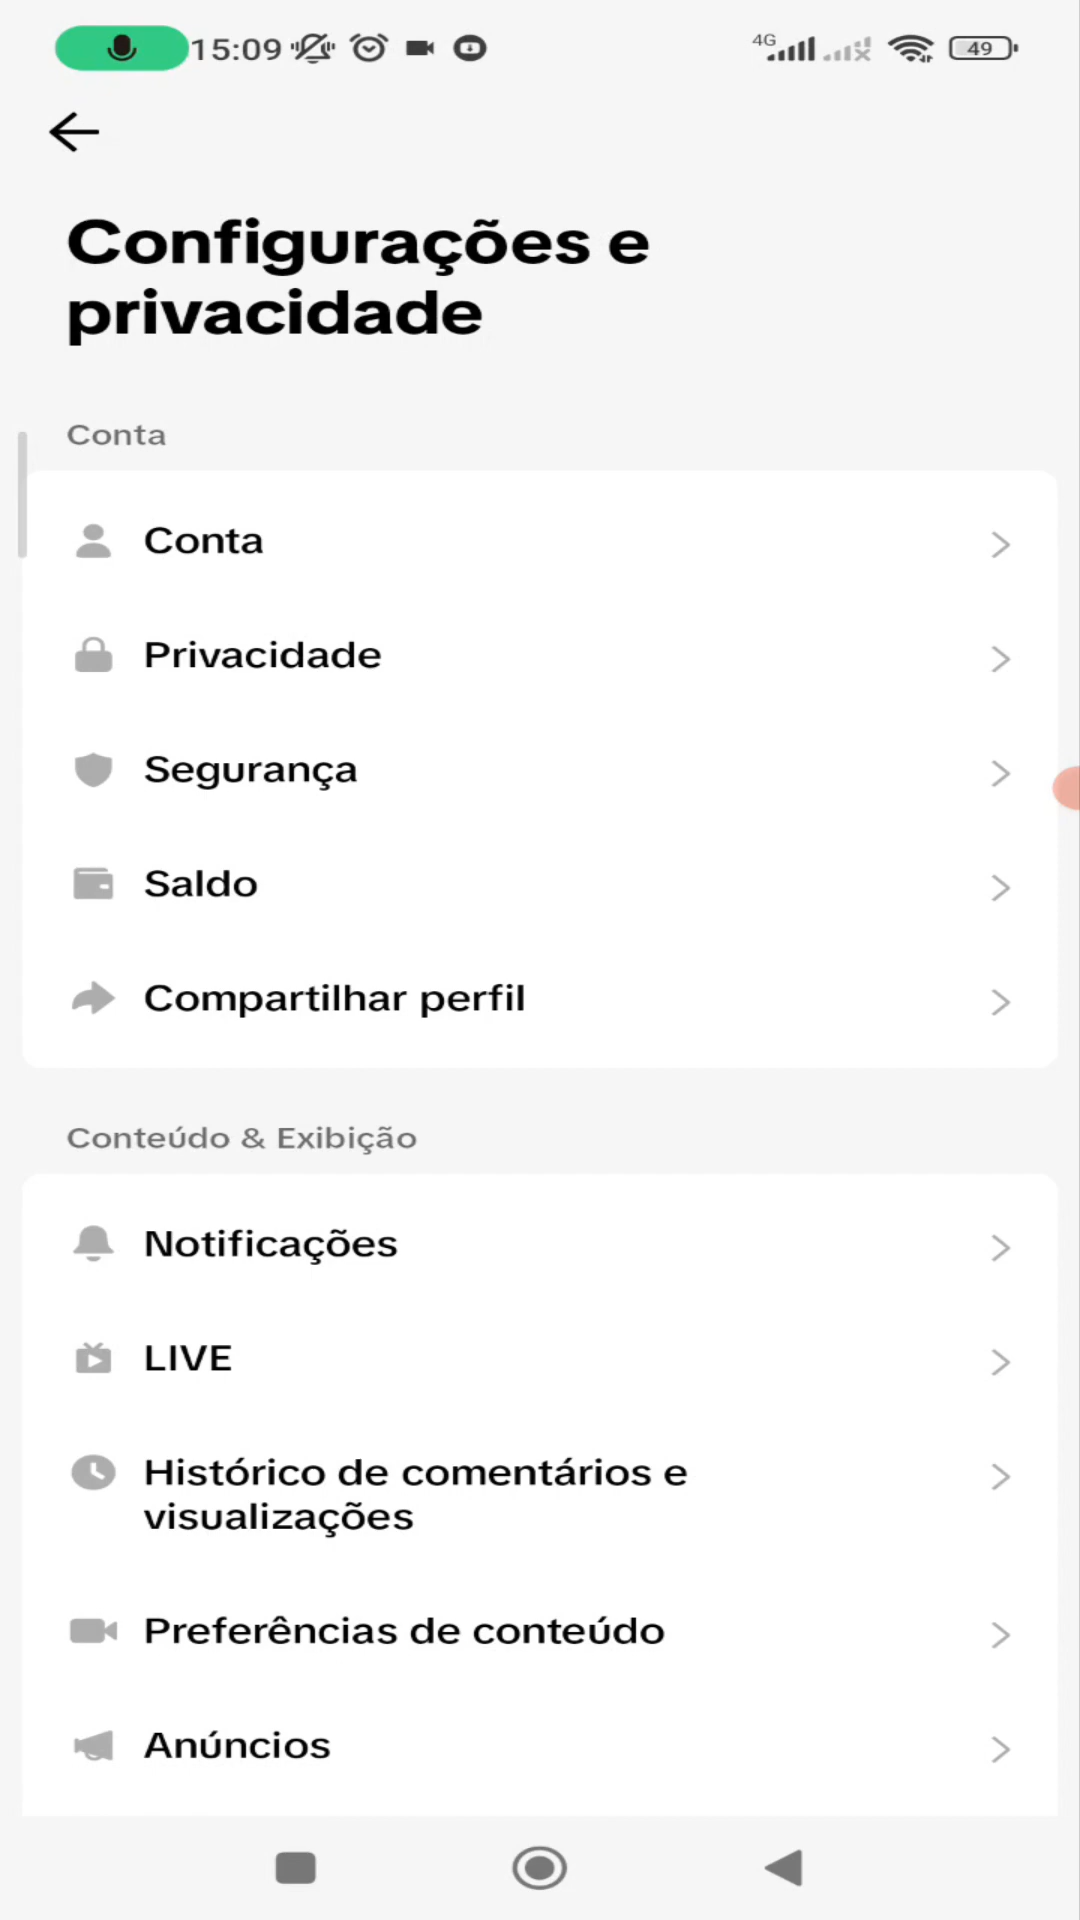 15:09
4G
49
Configurações e
privacidade
Conta
Conta
Privacidade
Segurança
Saldo
Compartilhar perfil
Conteúdo & Exibição
Notificações
LIVE
Histórico de comentários e
visualizações
Preferências de conteúdo
Anúncios